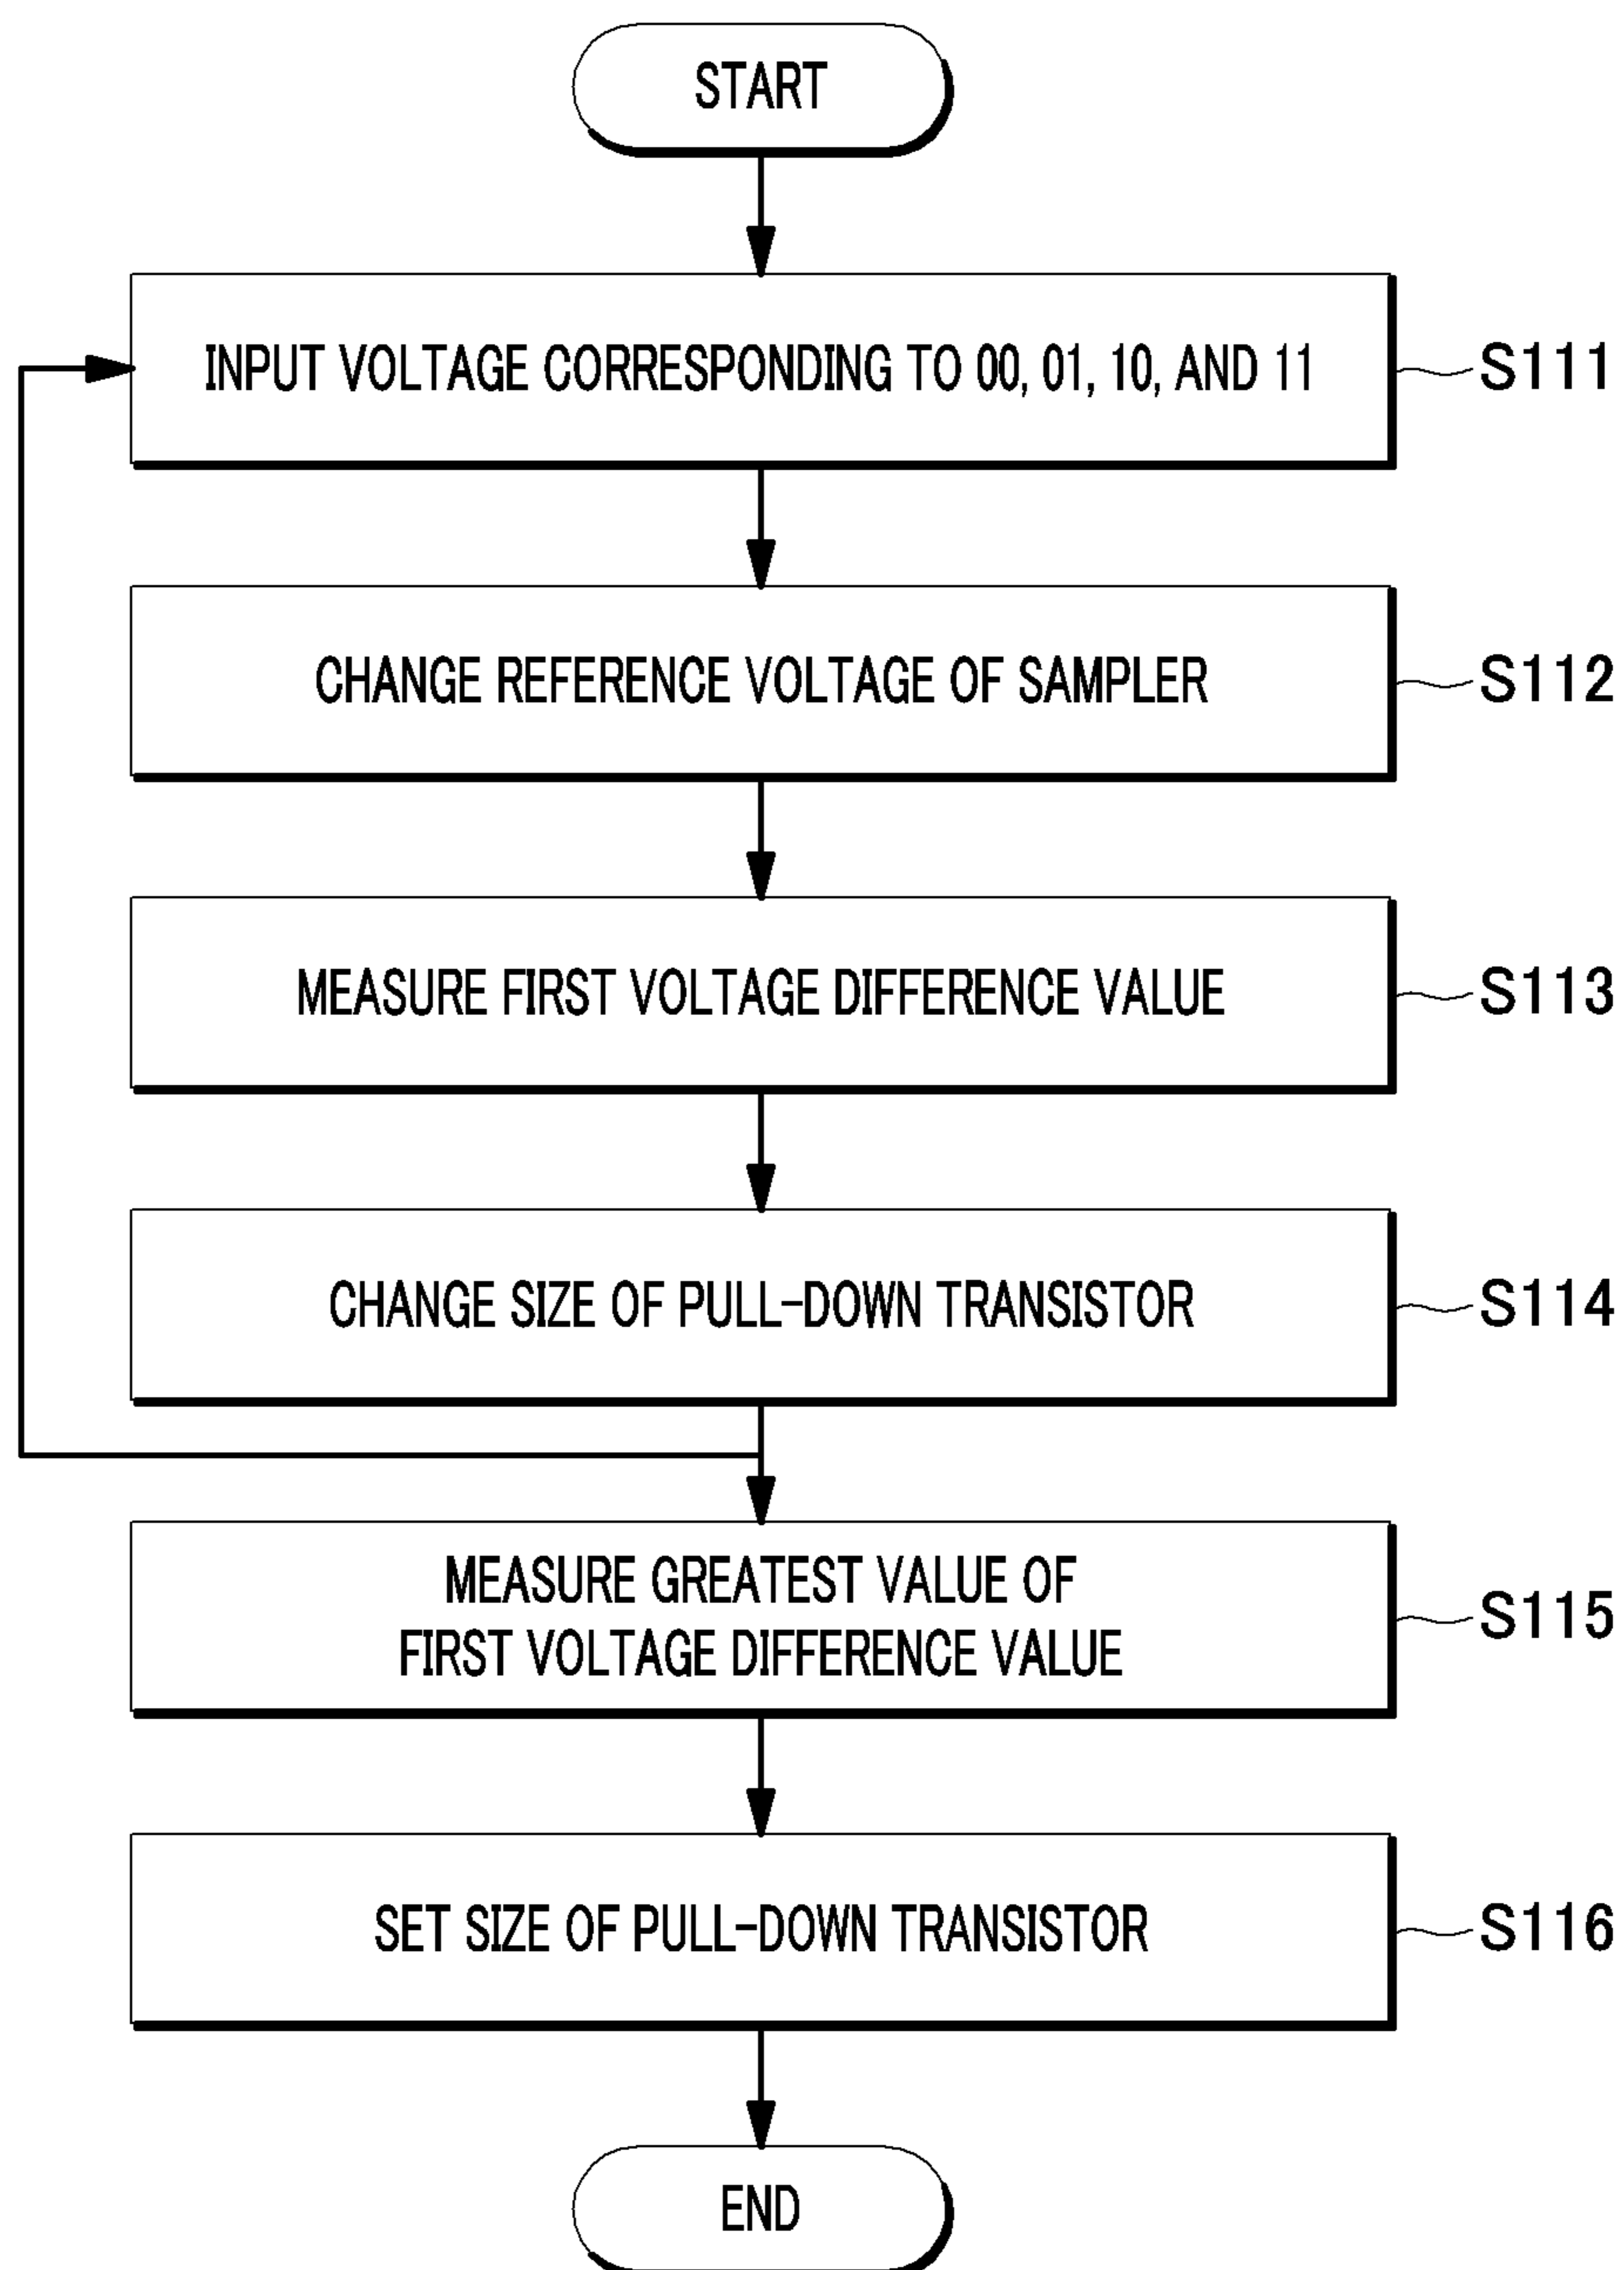 START
INPUT VOLTAGE CORRESPONDING TO 00, 01, 10, AND 11
S111
CHANGE REFERENCE VOLTAGE OF SAMPLER
S112
MEASURE FIRST VOLTAGE DIFFERENCE VALUE
S113
CHANGE SIZE OF PULL-DOWN TRANSISTOR
S114
MEASURE GREATEST VALUE OF
FIRST VOLTAGE DIFFERENCE VALUE
S115
SET SIZE OF PULL-DOWN TRANSISTOR
S116
END